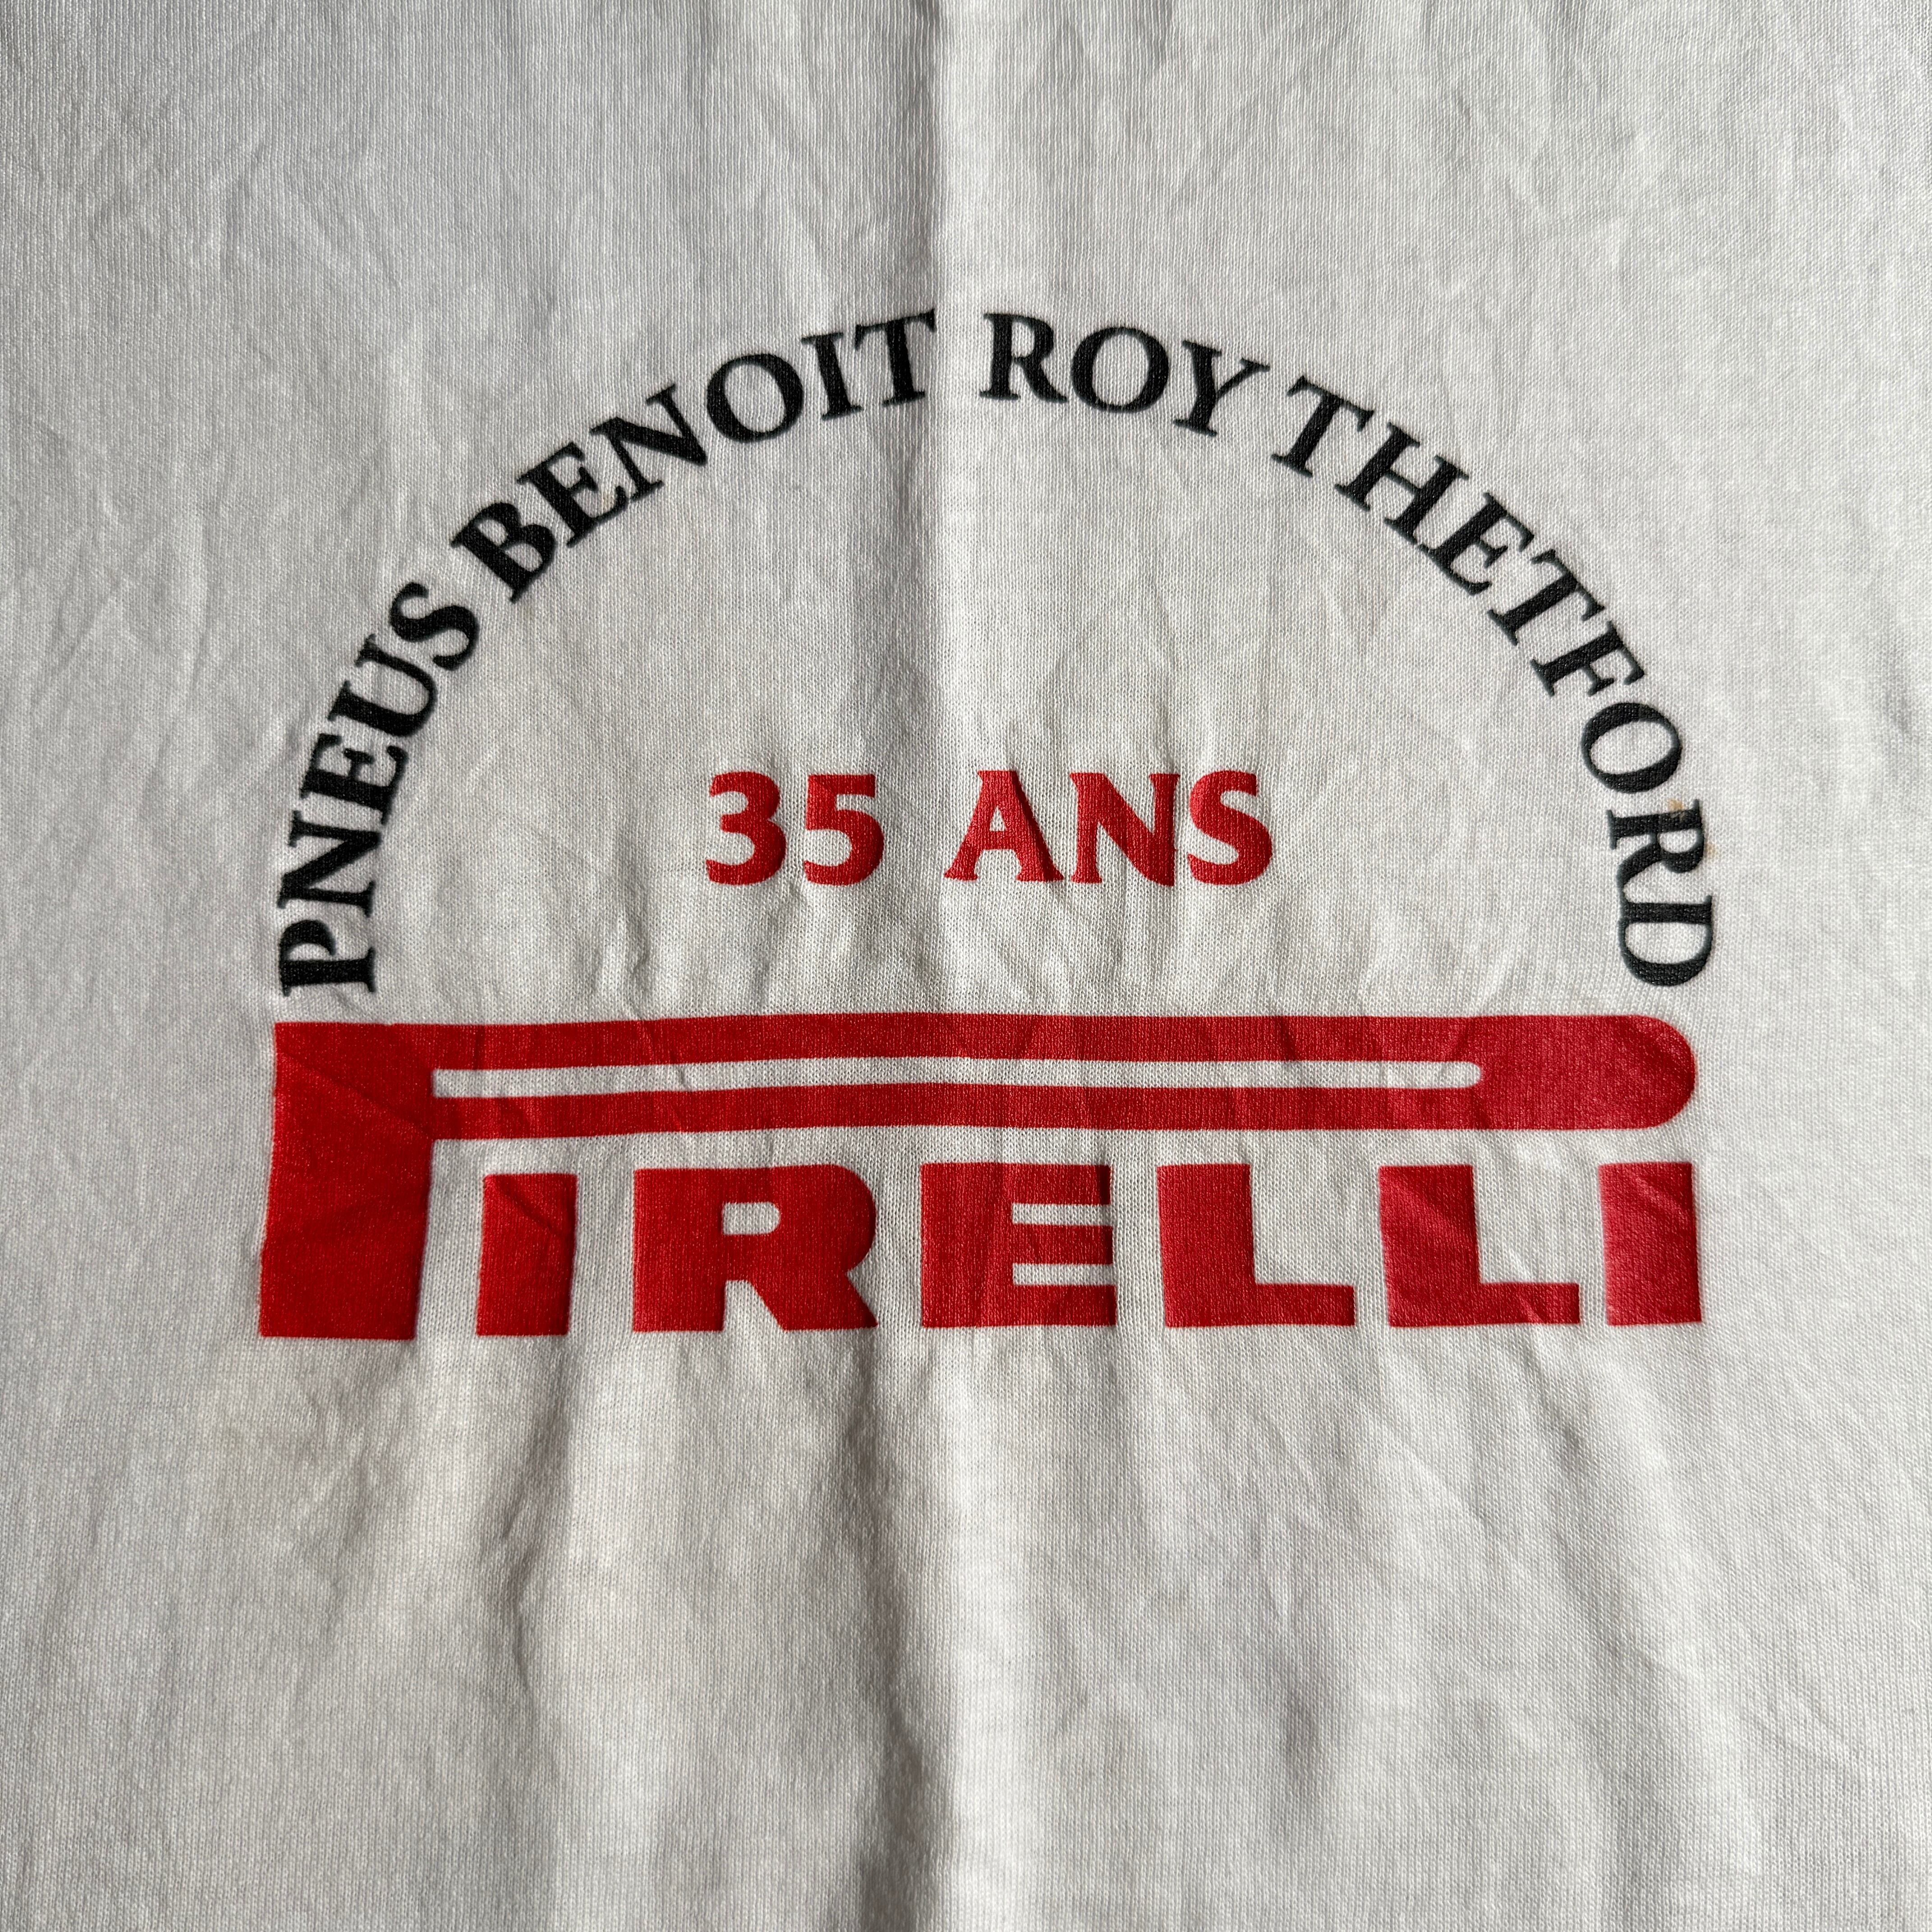 PNEUS BENOIT ROY THETFORD
35 ANS
PIRELLI